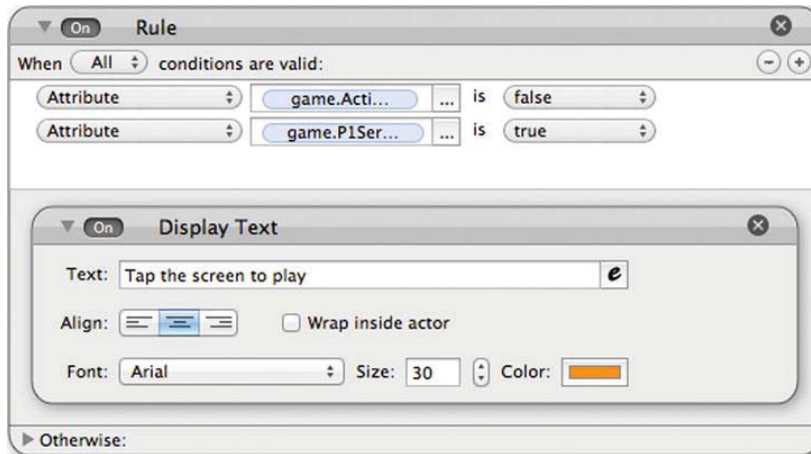 On Rule
When All conditions are valid:
Attribute game.Acti... ... is false
Attribute game.P1Ser... ... is true
On Display Text
Text: Tap the screen to play e
Align: Wrap inside actor
Font: Arial Size: 30 Color:
Otherwise: